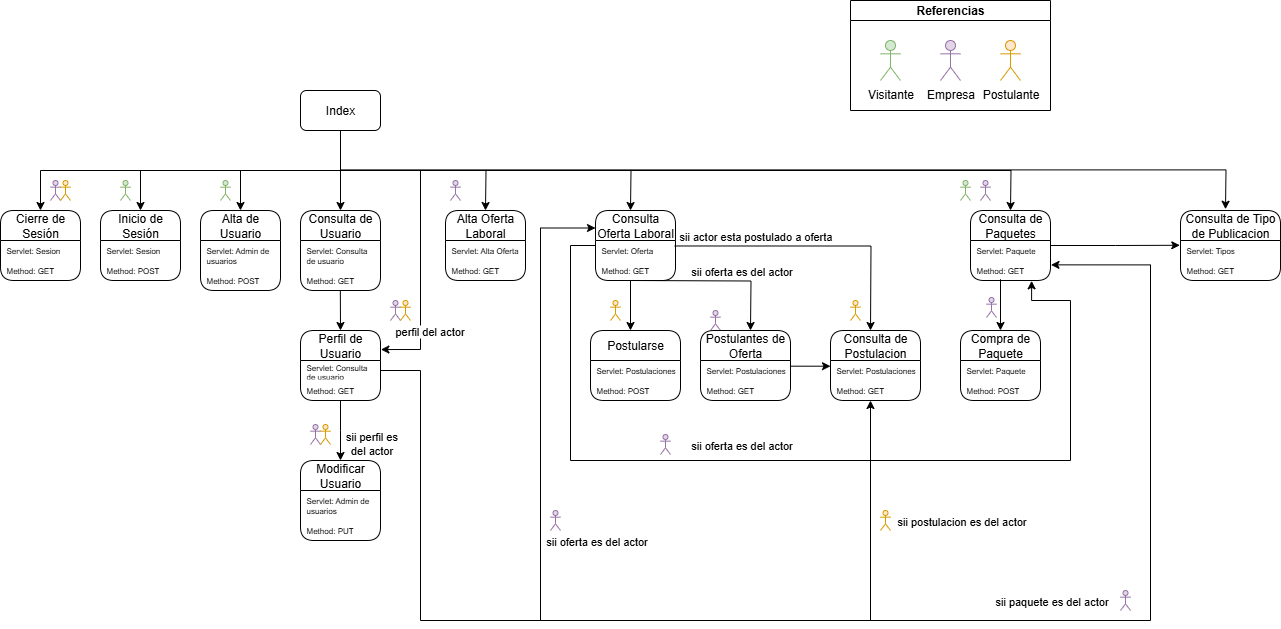 Referencias
Visitante
Empresa
Postulante
Index
Cierre de
Sesión
Servlet: Sesion
Method: GET
Inicio de
Sesión
Servlet: Sesion
Method: POST
Alta de
Usuario
Servlet: Admin de
usuarios
Method: POST
Consulta de
Usuario
Servlet: Consulta
de usuario
Method: GET
Alta Oferta
Laboral
Servlet: Alta Oferta
Method: GET
Consulta
Oferta Laboral
Servlet: Oferta
Method: GET
Consulta de
Paquetes
Servlet: Paquete
Method: GET
Consulta de Tipo
de Publicacion
Servlet: Tipos
Method: GET
sii actor esta postulado a oferta
sii oferta es del actor
perfil del actor
Perfil de
Usuario
Servlet: Consulta
de usuario
Method: GET
Postularse
Servlet: Postulaciones
Method: POST
Postulantes de
Oferta
Servlet: Postulaciones
Method: GET
Consulta de
Postulacion
Servlet: Postulaciones
Method: GET
Compra de
Paquete
Servlet: Paquete
Method: POST
sii perfil es
del actor
sii oferta es del actor
Modificar
Usuario
Servlet: Admin de
usuarios
Method: PUT
sii oferta es del actor
sii postulacion es del actor
sii paquete es del actor